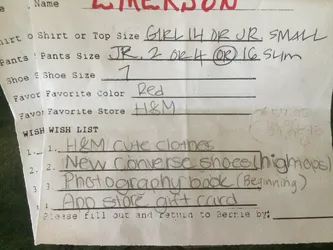 Name EMERSON
Shirt or Top Size GIRL 14 OR JR. SMALL
Pants Size JR. 2 OR 4 OR 16 SLIM
Shoe Size 7
Favorite Color Red
Favorite Store H&M
WISH WISH LIST
1. H&M cute clothes
2. New Converse shoes (high tops)
3. Photography book (Beginning)
4. App store gift card
Please fill out and return to Bernie by: